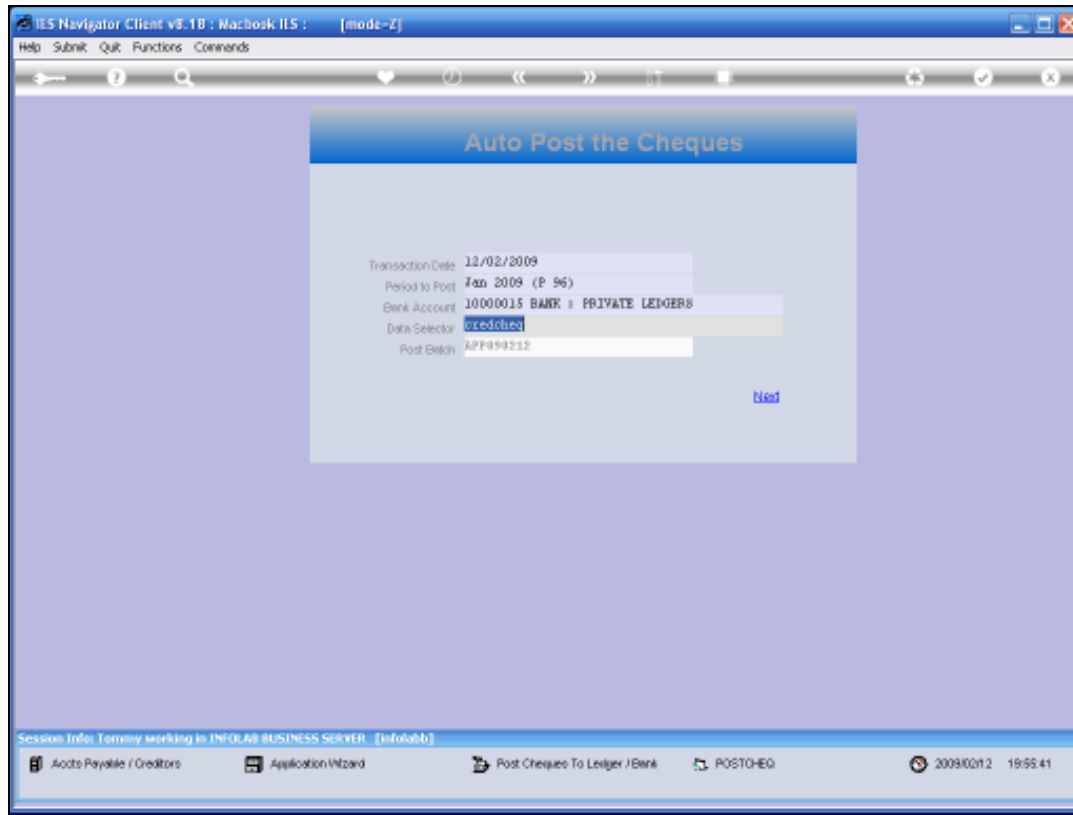 IES Navigator Client v8.1B : Macbook IES : [mode=Z]
Help Submit Quit Functions Commands
Auto Post the Cheques
Transaction Date 12/02/2009
Period to Post Jan 2009 (P 96)
Bank Account 10000015 BANK : PRIVATE LEDGERS
Data Selector credcheq
Post Batch APP090212
Next
Session Info: Tommy working in INFOLAB BUSINESS SERVER [infolabb]
Accts Payable / Creditors Application Wizard Post Cheques To Ledger / Bank POSTCHEQ 2009/02/12 19:55:41